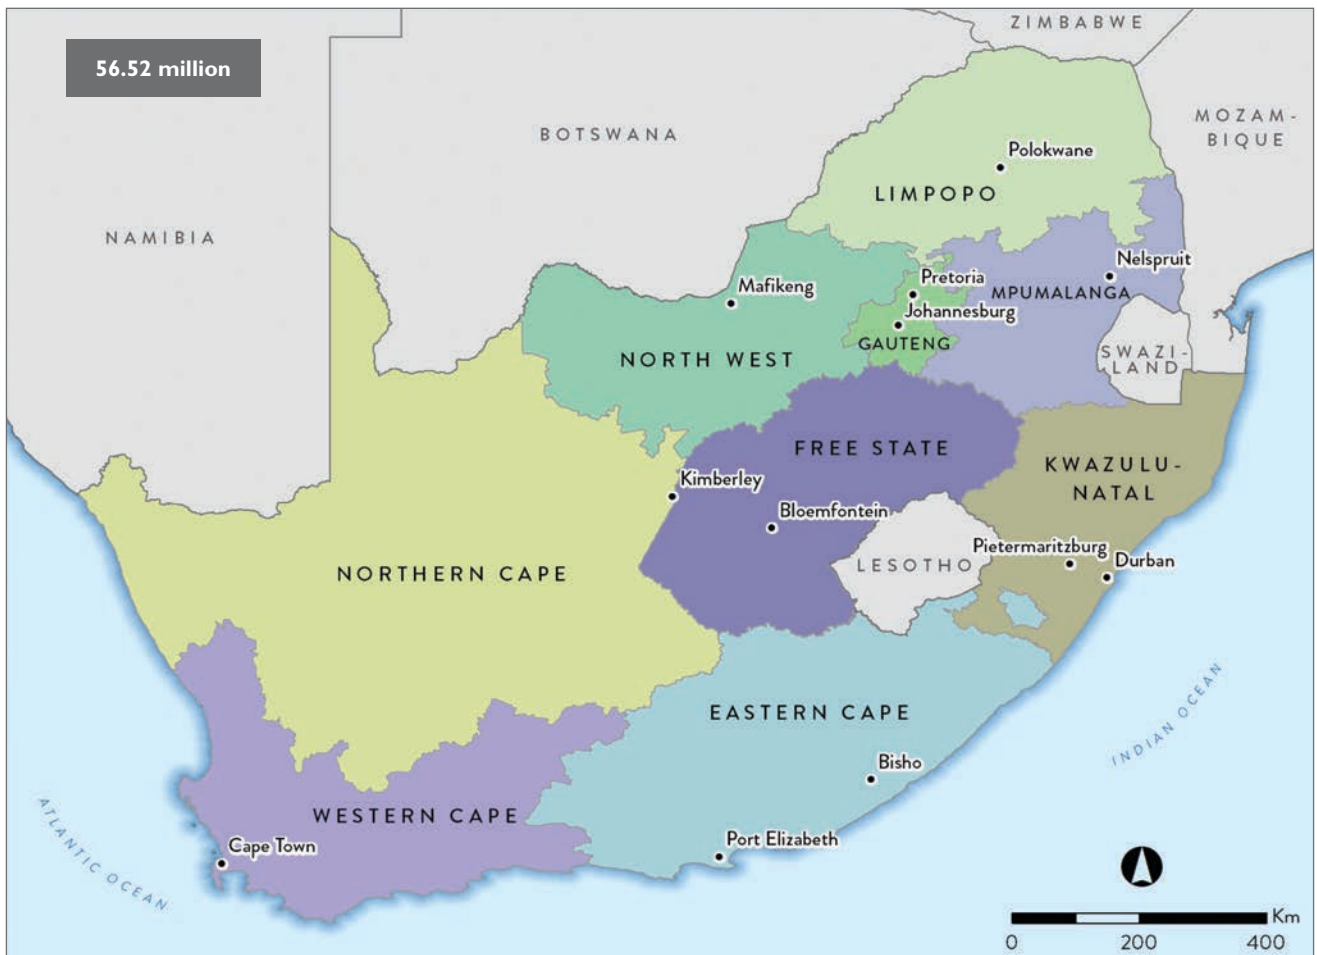 ZIMBABWE
56.52 million
MOZAM-
BIQUE
BOTSWANA
Polokwane
LIMPOPO
NAMIBIA
Nelspruit
Pretoria
Mafikeng
MPUMALANGA
Johannesburg
GAUTENG
SWAZI-
LAND
NORTH WEST
FREE STATE
KWAZULU-
NATAL
Kimberley
Bloemfontein
Pietermaritzburg
Durban
LESOTHO
NORTHERN CAPE
EASTERN CAPE
INDIAN OCEAN
Bisho
WESTERN CAPE
Port Elizabeth
Cape Town
ATLANTIC OCEAN
Km
0 200 400